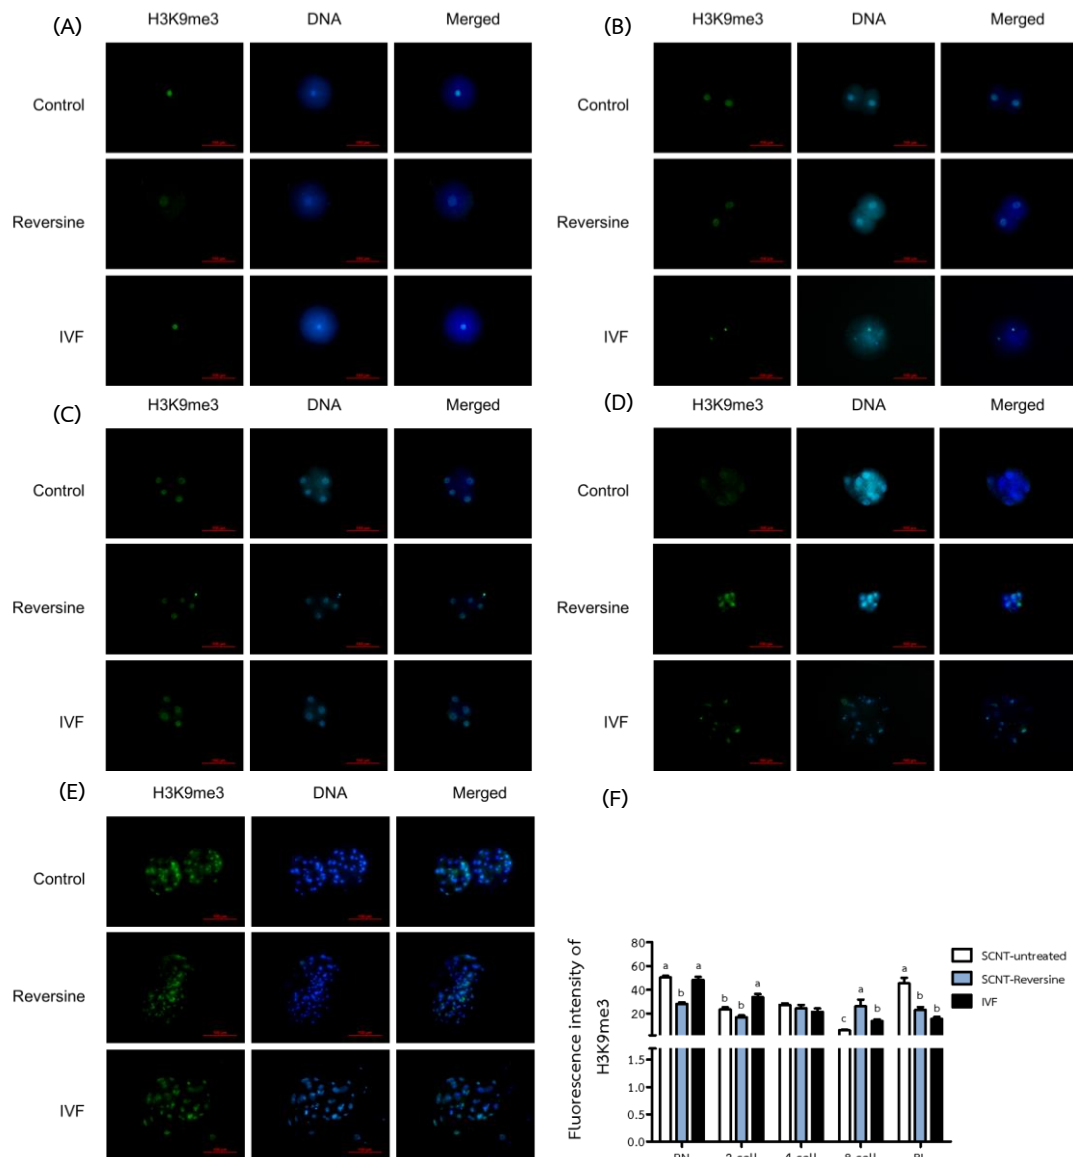 (A)
H3K9me3 DNA Merged
Control
Reversine
IVF
(B)
H3K9me3 DNA Merged
Control
Reversine
IVF
(C)
H3K9me3 DNA Merged
Control
Reversine
IVF
(D)
H3K9me3 DNA Merged
Control
Reversine
IVF
(E)
H3K9me3 DNA Merged
Control
Reversine
IVF
(F)
Fluorescence intensity of
H3K9me3
80
60
40
20
1.5
1.0
0.5
0.0
a b a
b b a
c a b
a b b
SCNT-untreated
SCNT-Reversine
IVF